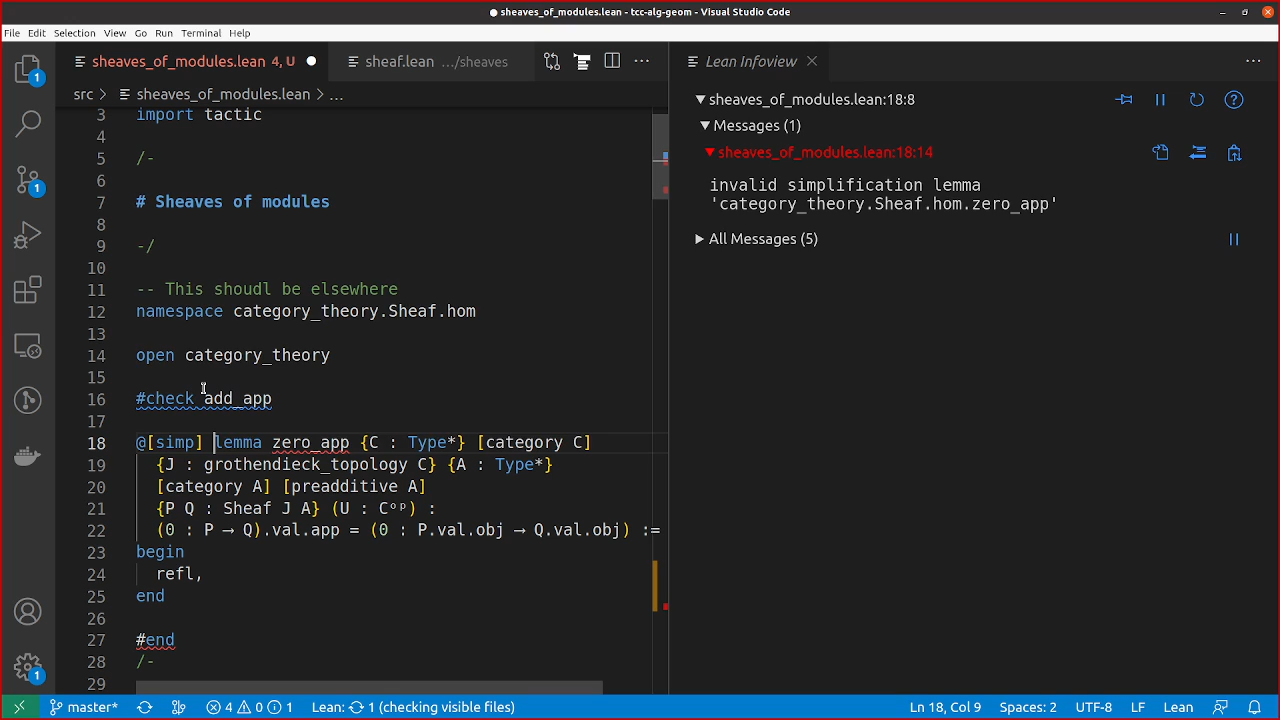 ● sheaves_of_modules.lean - tcc-alg-geom - Visual Studio Code
File Edit Selection View Go Run Terminal Help
sheaves_of_modules.lean 4, U ●
sheaf.lean .../sheaves
Lean Infoview
src > sheaves_of_modules.lean > ...
3 import tactic
4
5 /-
6
7 # Sheaves of modules
8
9 -/
10
11 -- This shoudl be elsewhere
12 namespace category_theory.Sheaf.hom
13
14 open category_theory
15
16 #check add_app
17
18 @[simp] lemma zero_app {C : Type*} [category C]
19 {J : grothendieck_topology C} {A : Type*}
20 [category A] [preadditive A]
21 {P Q : Sheaf J A} (U : Cᵒᵖ) :
22 (0 : P ⟶ Q).val.app = (0 : P.val.obj ⟶ Q.val.obj) :=
23 begin
24 refl,
25 end
26
27 #end
28 /-
29
sheaves_of_modules.lean:18:8
Messages (1)
sheaves_of_modules.lean:18:14
invalid simplification lemma
'category_theory.Sheaf.hom.zero_app'
All Messages (5)
1
1
1
master* 4 0 1 Lean: 1 (checking visible files) Ln 18, Col 9 Spaces: 2 UTF-8 LF Lean